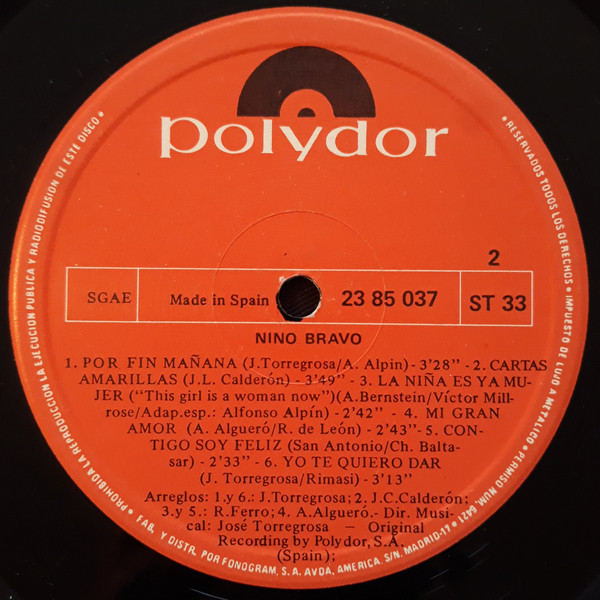 polydor
2
SGAE
Made in Spain
23 85 037
ST 33
NINO BRAVO
1. POR FIN MAÑANA (J.Torregrosa/A. Alpin) - 3'28" - 2. CARTAS
AMARILLAS (J.L. Calderón) - 3'49" - 3. LA NIÑA ES YA MU-
JER ("This girl is a woman now")(A.Bernstein/Víctor Mill-
rose/Adap.esp.: Alfonso Alpín) - 2'42" - 4. MI GRAN
AMOR (A. Algueró/R. de León) - 2'43"- 5. CON-
TIGO SOY FELIZ (San Antonio/Ch. Balta-
sar) - 2'33" - 6. YO TE QUIERO DAR
(J. Torregrosa/Rimasi) - 3'13"
Arreglos: 1.y 6.: J.Torregrosa; 2. J.C.Calderón;
3.y 5.: R.Ferro; 4. A.Algueró.- Dir. Musi-
cal: José Torregrosa — Original
Recording by Polydor, S.A.
(Spain);
PROHIBIDA LA REPRODUCCION LA EJECUCION PUBLICA Y RADIODIFUSION DE ESTE DISCO •
• RESERVADOS TODOS LOS DERECHOS • IMPUESTO DE LUJO A METALICO • PERMISO NUM. 6421 •
• FAB. Y DISTR. POR FONOGRAM, S.A. AVDA. AMERICA, S/N. MADRID-17 •